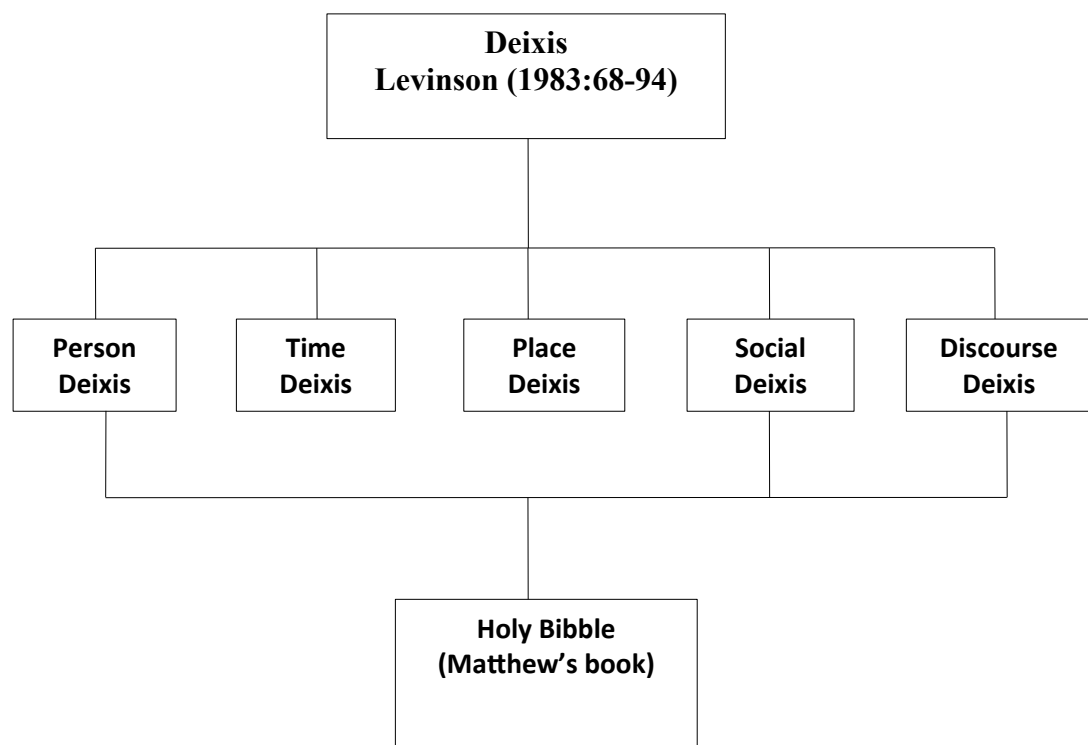 Deixis
Levinson (1983:68-94)
Person
Deixis
Time
Deixis
Place
Deixis
Social
Deixis
Discourse
Deixis
Holy Bibble
(Matthew's book)